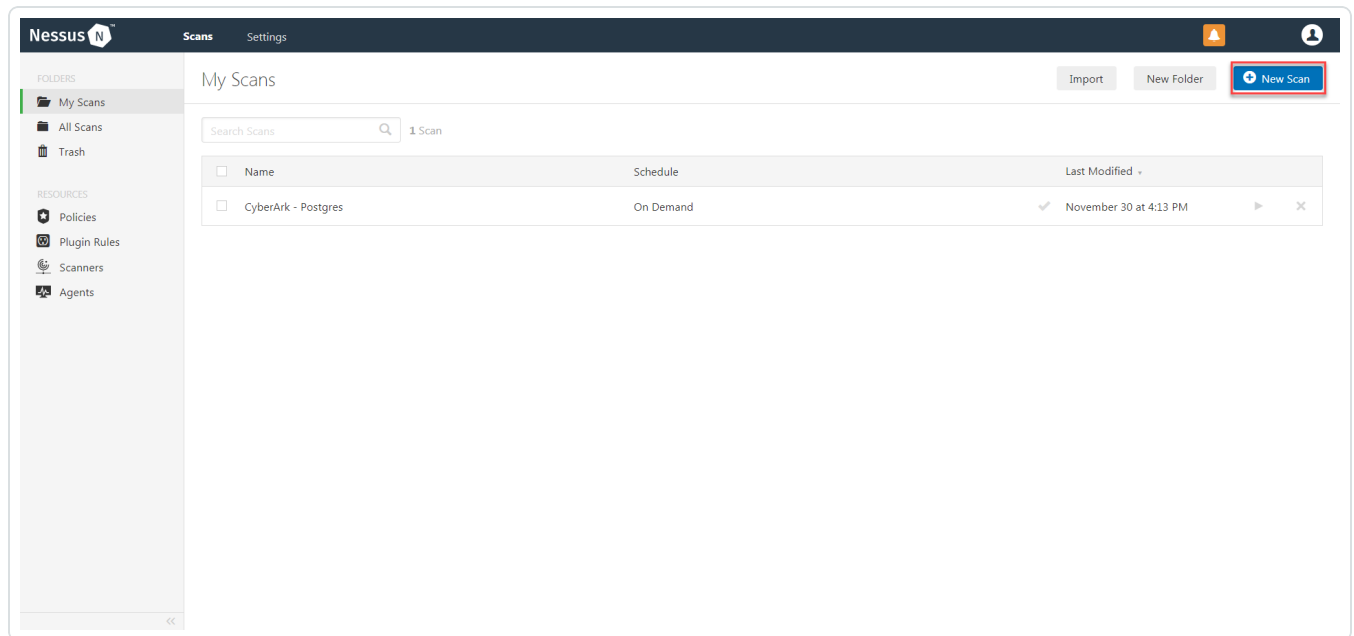 Nessus N ™ Scans Settings
FOLDERS
My Scans
All Scans
Trash
RESOURCES
Policies
Plugin Rules
Scanners
Agents
My Scans Import New Folder New Scan
Search Scans 1 Scan
Name Schedule Last Modified
CyberArk - Postgres On Demand November 30 at 4:13 PM